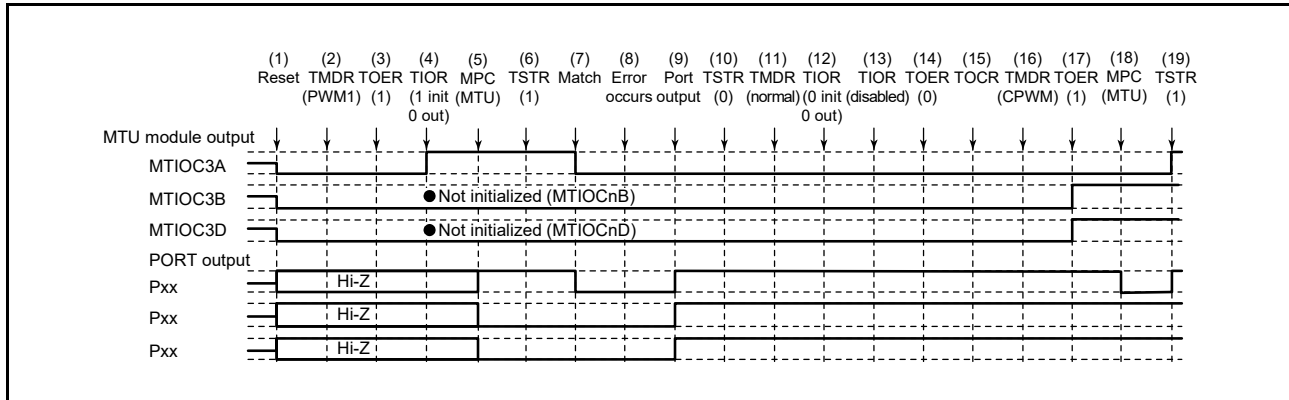 (1) (2) (3) (4) (5) (6) (7) (8) (9) (10) (11) (12) (13) (14) (15) (16) (17) (18) (19)
Reset TMDR TOER TIOR MPC TSTR Match Error Port TSTR TMDR TIOR TIOR TOER TOCR TMDR TOER MPC TSTR
(PWM1) (1) (1 init (MTU) (1) occurs output (0) (normal) (0 init (disabled) (0) (CPWM) (1) (MTU) (1)
0 out) 0 out)
MTU module output
MTIOC3A
MTIOC3B ●Not initialized (MTIOCnB)
MTIOC3D ●Not initialized (MTIOCnD)
PORT output
Pxx Hi-Z
Pxx Hi-Z
Pxx Hi-Z